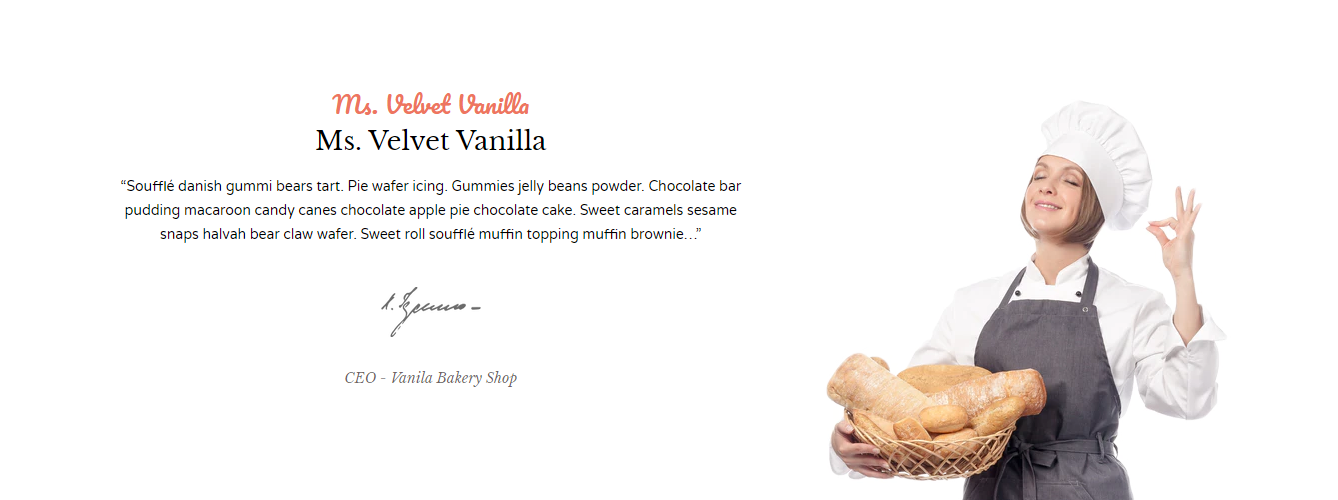 Ms. Velvet Vanilla
Ms. Velvet Vanilla
“Soufflé danish gummi bears tart. Pie wafer icing. Gummies jelly beans powder. Chocolate bar
pudding macaroon candy canes chocolate apple pie chocolate cake. Sweet caramels sesame
snaps halvah bear claw wafer. Sweet roll soufflé muffin topping muffin brownie…”
CEO - Vanila Bakery Shop